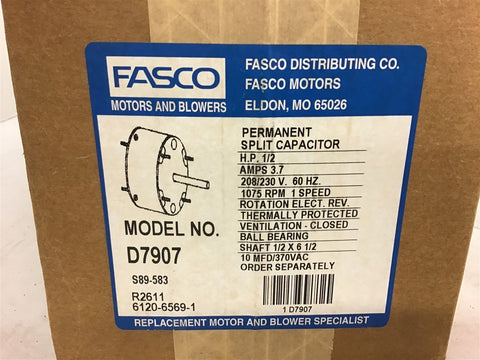 FASCO
MOTORS AND BLOWERS
FASCO DISTRIBUTING CO.
FASCO MOTORS
ELDON, MO 65026
MODEL NO.
D7907
S89-583
R2611
6120-6569-1
PERMANENT
SPLIT CAPACITOR
H.P. 1/2
AMPS 3.7
208/230 V. 60 HZ.
1075 RPM 1 SPEED
ROTATION ELECT. REV.
THERMALLY PROTECTED
VENTILATION - CLOSED
BALL BEARING
SHAFT 1/2 X 6 1/2
10 MFD/370VAC
ORDER SEPARATELY
1 D7907
REPLACEMENT MOTOR AND BLOWER SPECIALIST